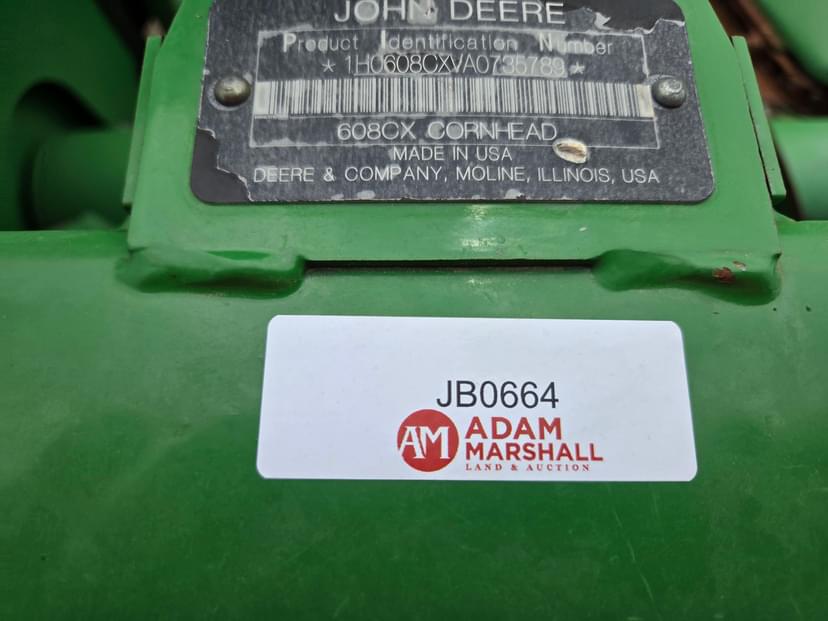 JOHN DEERE
Product Identification Number
*1H0608CXVA0735789*
608CX CORNHEAD
MADE IN USA
DEERE & COMPANY, MOLINE, ILLINOIS, USA
JB0664
AM ADAM
MARSHALL
LAND & AUCTION